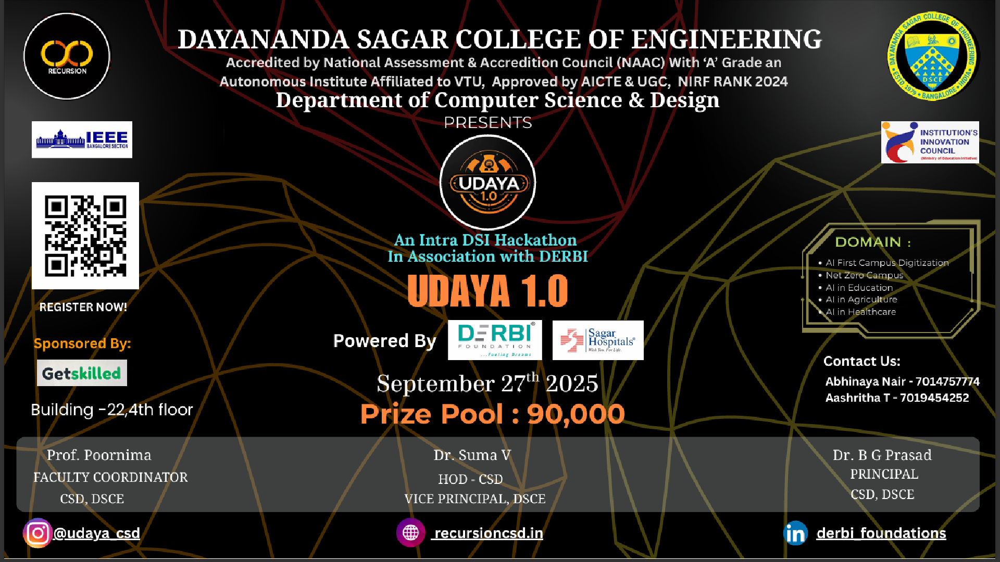 RECURSION
DAYANANDA SAGAR COLLEGE OF ENGINEERING
Accredited by National Assessment & Accredition Council (NAAC) With ‘A’ Grade an
Autonomous Institute Affiliated to VTU, Approved by AICTE & UGC, NIRF RANK 2024
Department of Computer Science & Design
PRESENTS
DAYANANDA SAGAR COLLEGE OF ENGINEERING
DSCE
• ESTD. 1979 • BANGALORE • INDIA •
IEEE
BANGALORE SECTION
INSTITUTION'S
INNOVATION
COUNCIL
(Ministry of Education Initiative)
UDAYA
1.0
An Intra DSI Hackathon
In Association with DERBI
UDAYA 1.0
REGISTER NOW!
Sponsored By:
Getskilled
Building -22,4th floor
Powered By
DERBI®
FOUNDATION
...Fueling Dreams
Sagar
Hospitals®
With You. For Life.
September 27th 2025
Prize Pool : 90,000
DOMAIN :
• AI First Campus Digitization
• Net Zero Campus
• AI in Education
• AI in Agriculture
• AI in Healthcare
Contact Us:
Abhinaya Nair - 7014757774
Aashritha T - 7019454252
Prof. Poornima
FACULTY COORDINATOR
CSD, DSCE
Dr. Suma V
HOD - CSD
VICE PRINCIPAL, DSCE
Dr. B G Prasad
PRINCIPAL
CSD, DSCE
@udaya_csd
recursioncsd.in
in
derbi_foundations